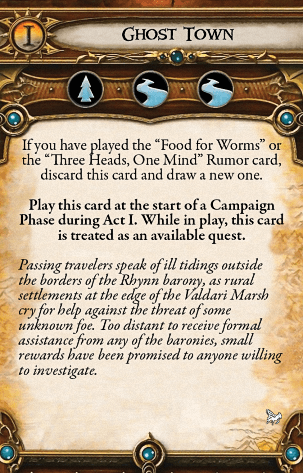 I
Ghost Town
If you have played the “Food for Worms” or
the “Three Heads, One Mind” Rumor card,
discard this card and draw a new one.
Play this card at the start of a Campaign
Phase during Act I. While in play, this card
is treated as an available quest.
Passing travelers speak of ill tidings outside
the borders of the Rhynn barony, as rural
settlements at the edge of the Valdari Marsh
cry for help against the threat of some
unknown foe. Too distant to receive formal
assistance from any of the baronies, small
rewards have been promised to anyone willing
to investigate.